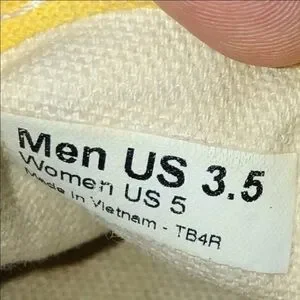 Men US 3.5
Women US 5
Made in Vietnam - TB4R